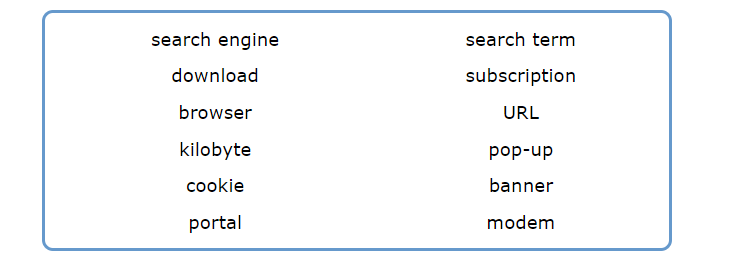 search engine search term
download subscription
browser URL
kilobyte pop-up
cookie banner
portal modem